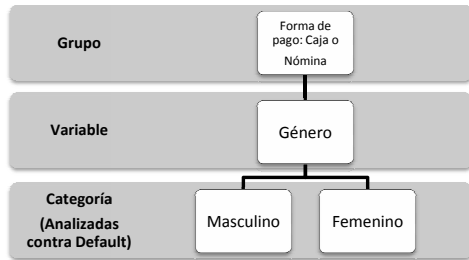 Grupo
Forma de
pago: Caja o
Nómina
Variable
Género
Categoría
(Analizadas
contra Default)
Masculino
Femenino